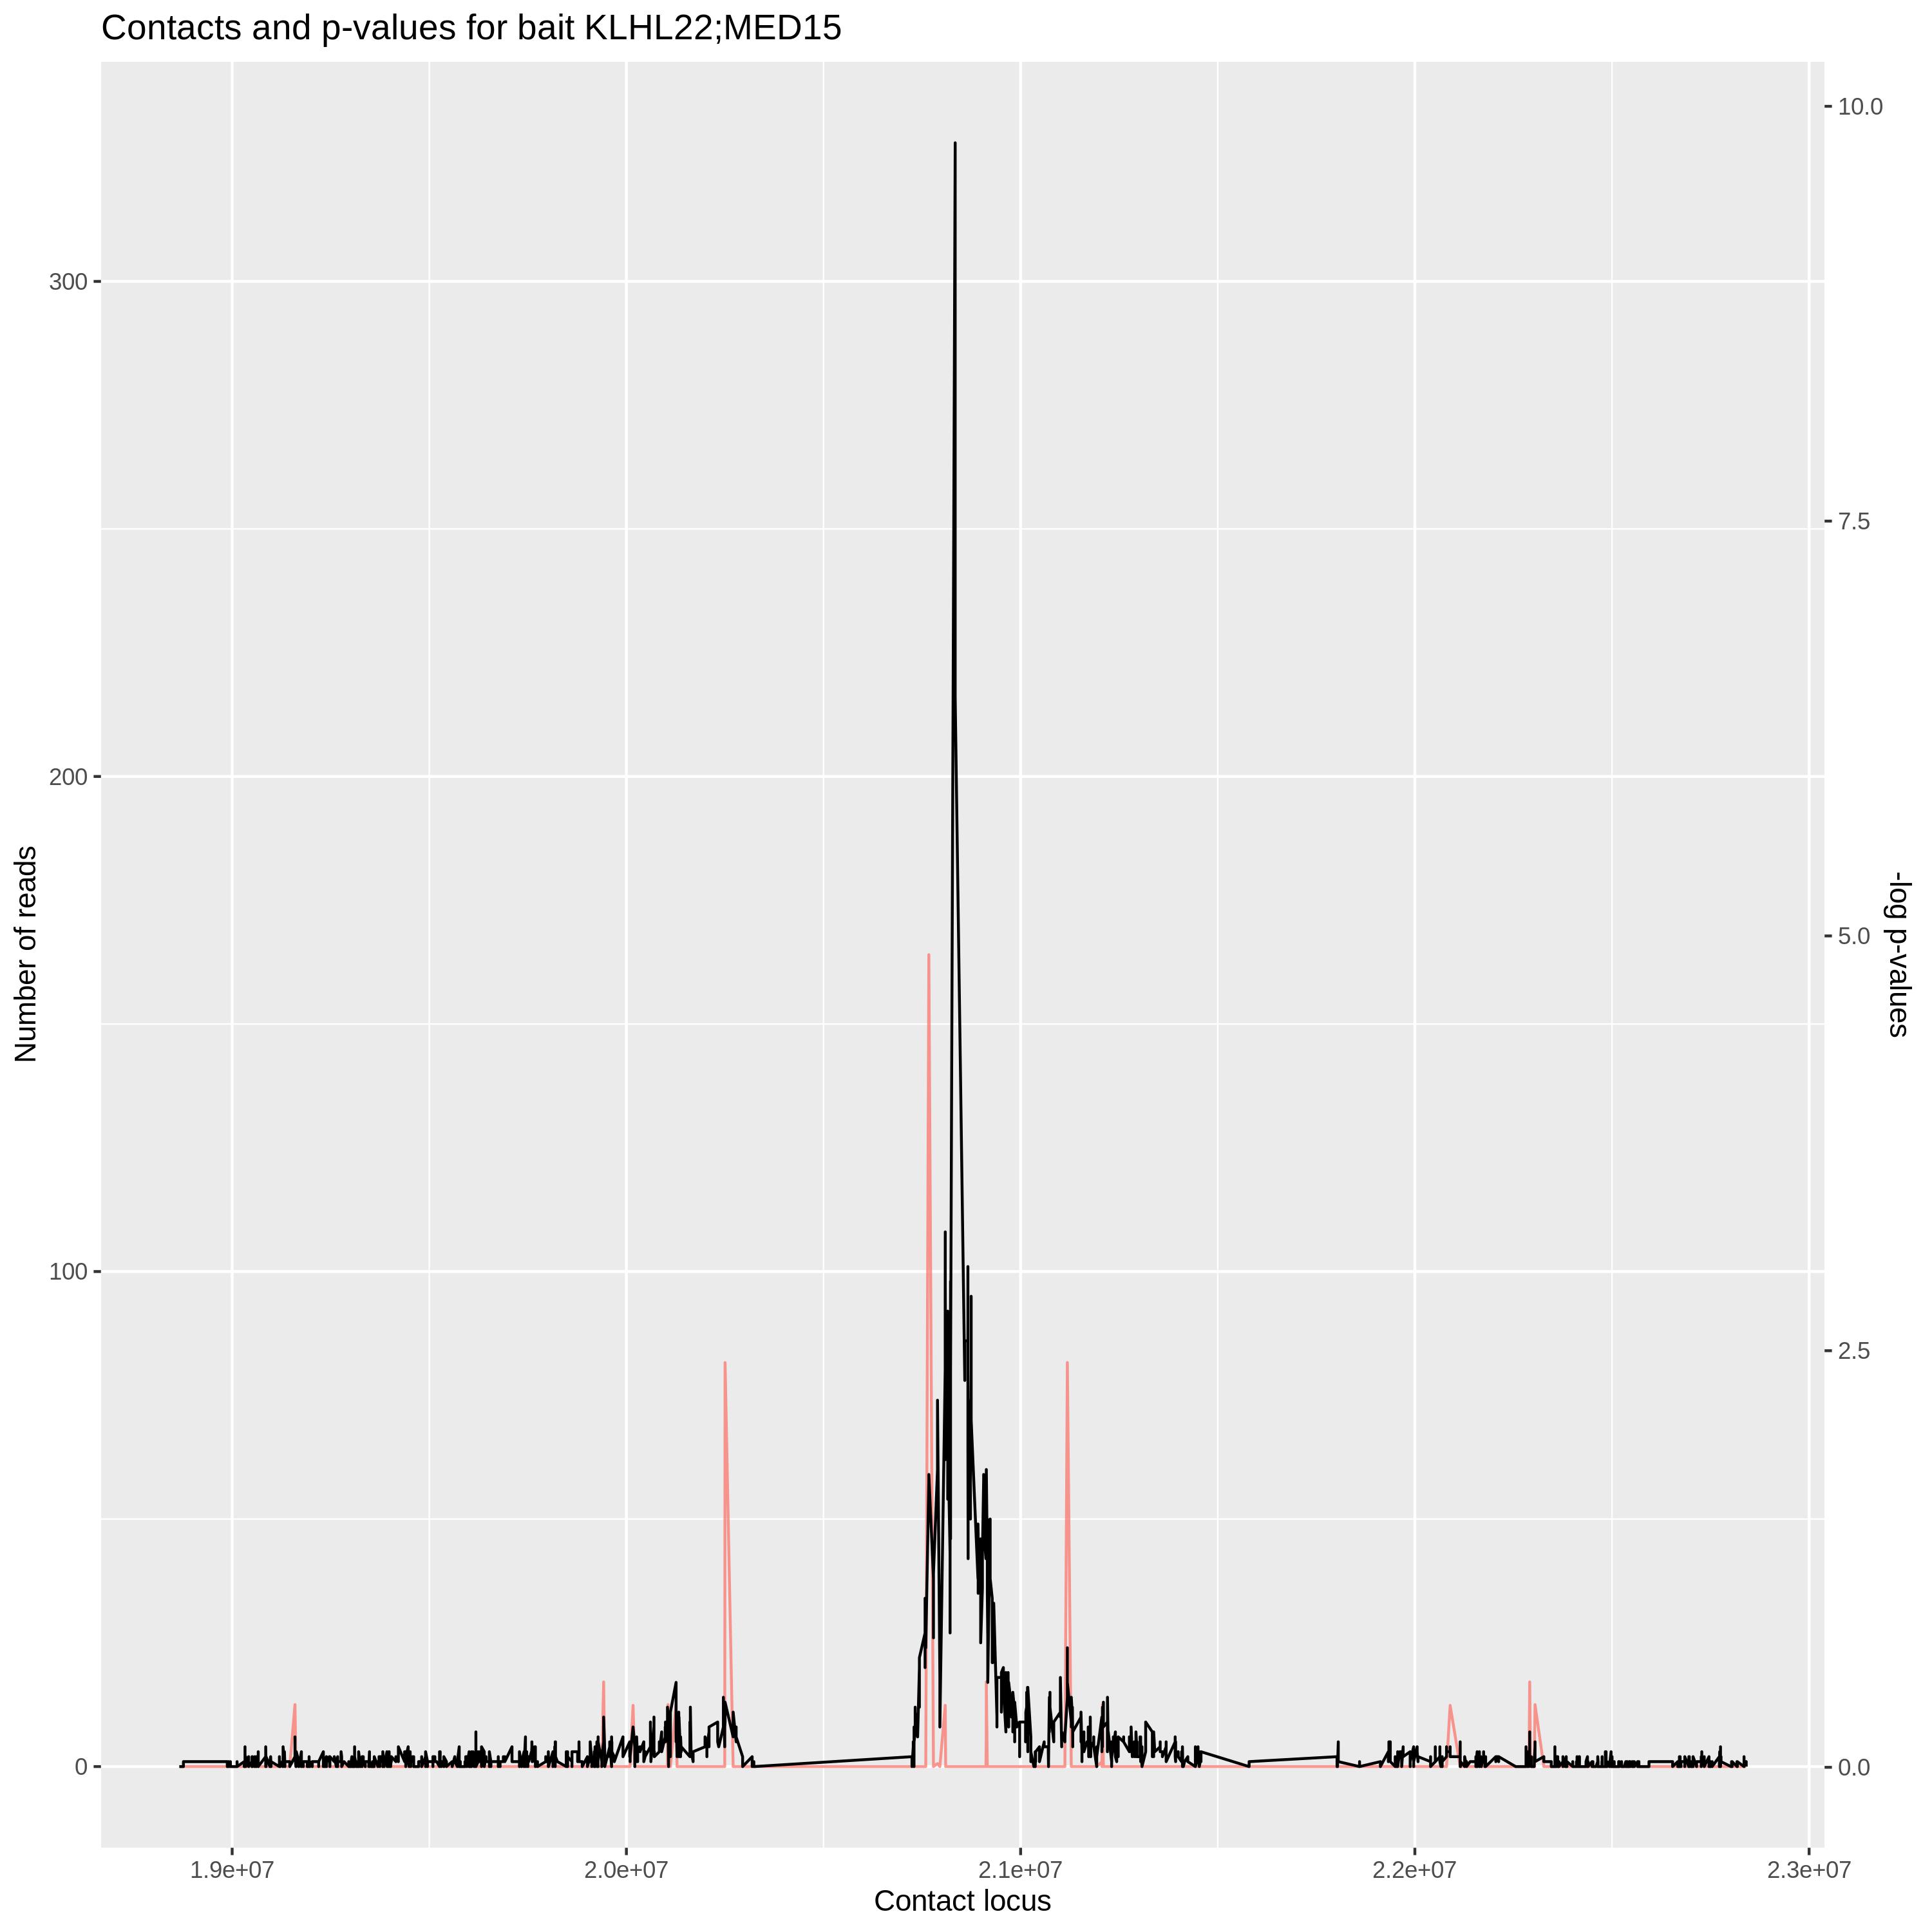 Contacts and p-values for bait KLHL22;MED15
Number of reads
300
200
100
0
10.0
7.5
5.0
2.5
0.0
-log p-values
1.9e+07
2.0e+07
2.1e+07
2.2e+07
2.3e+07
Contact locus